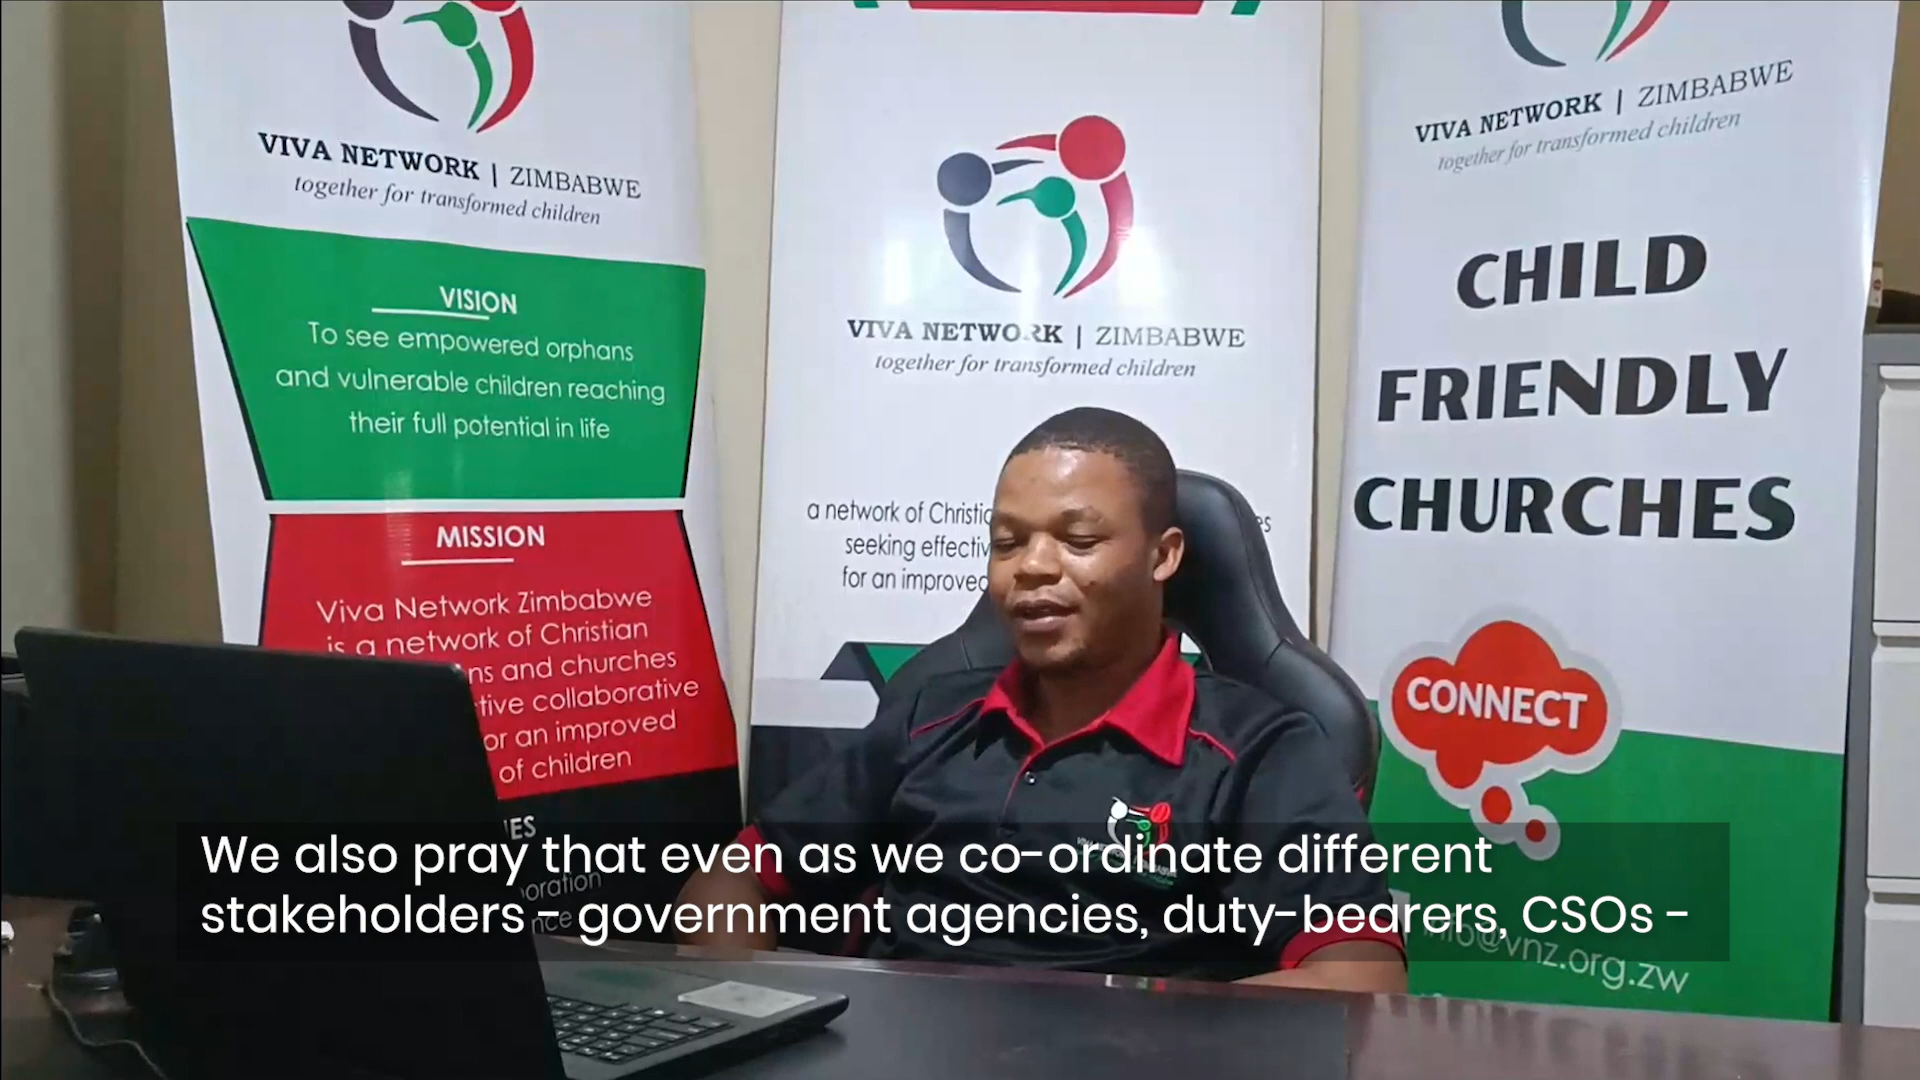 VIVA NETWORK | ZIMBABWE
together for transformed children
VISION
To see empowered orphans
and vulnerable children reaching
their full potential in life
MISSION
Viva Network Zimbabwe
is a network of Christian
and churches
collaborative
or an improved
of children
VIVA NETWORK | ZIMBABWE
together for transformed children
a network of
seeking
for an improved
VIVA NETWORK | ZIMBABWE
together for transformed children
CHILD
FRIENDLY
CHURCHES
CONNECT
info@vnz.org.zw
We also pray that even as we co-ordinate different
stakeholders - government agencies, duty-bearers, CSOs -